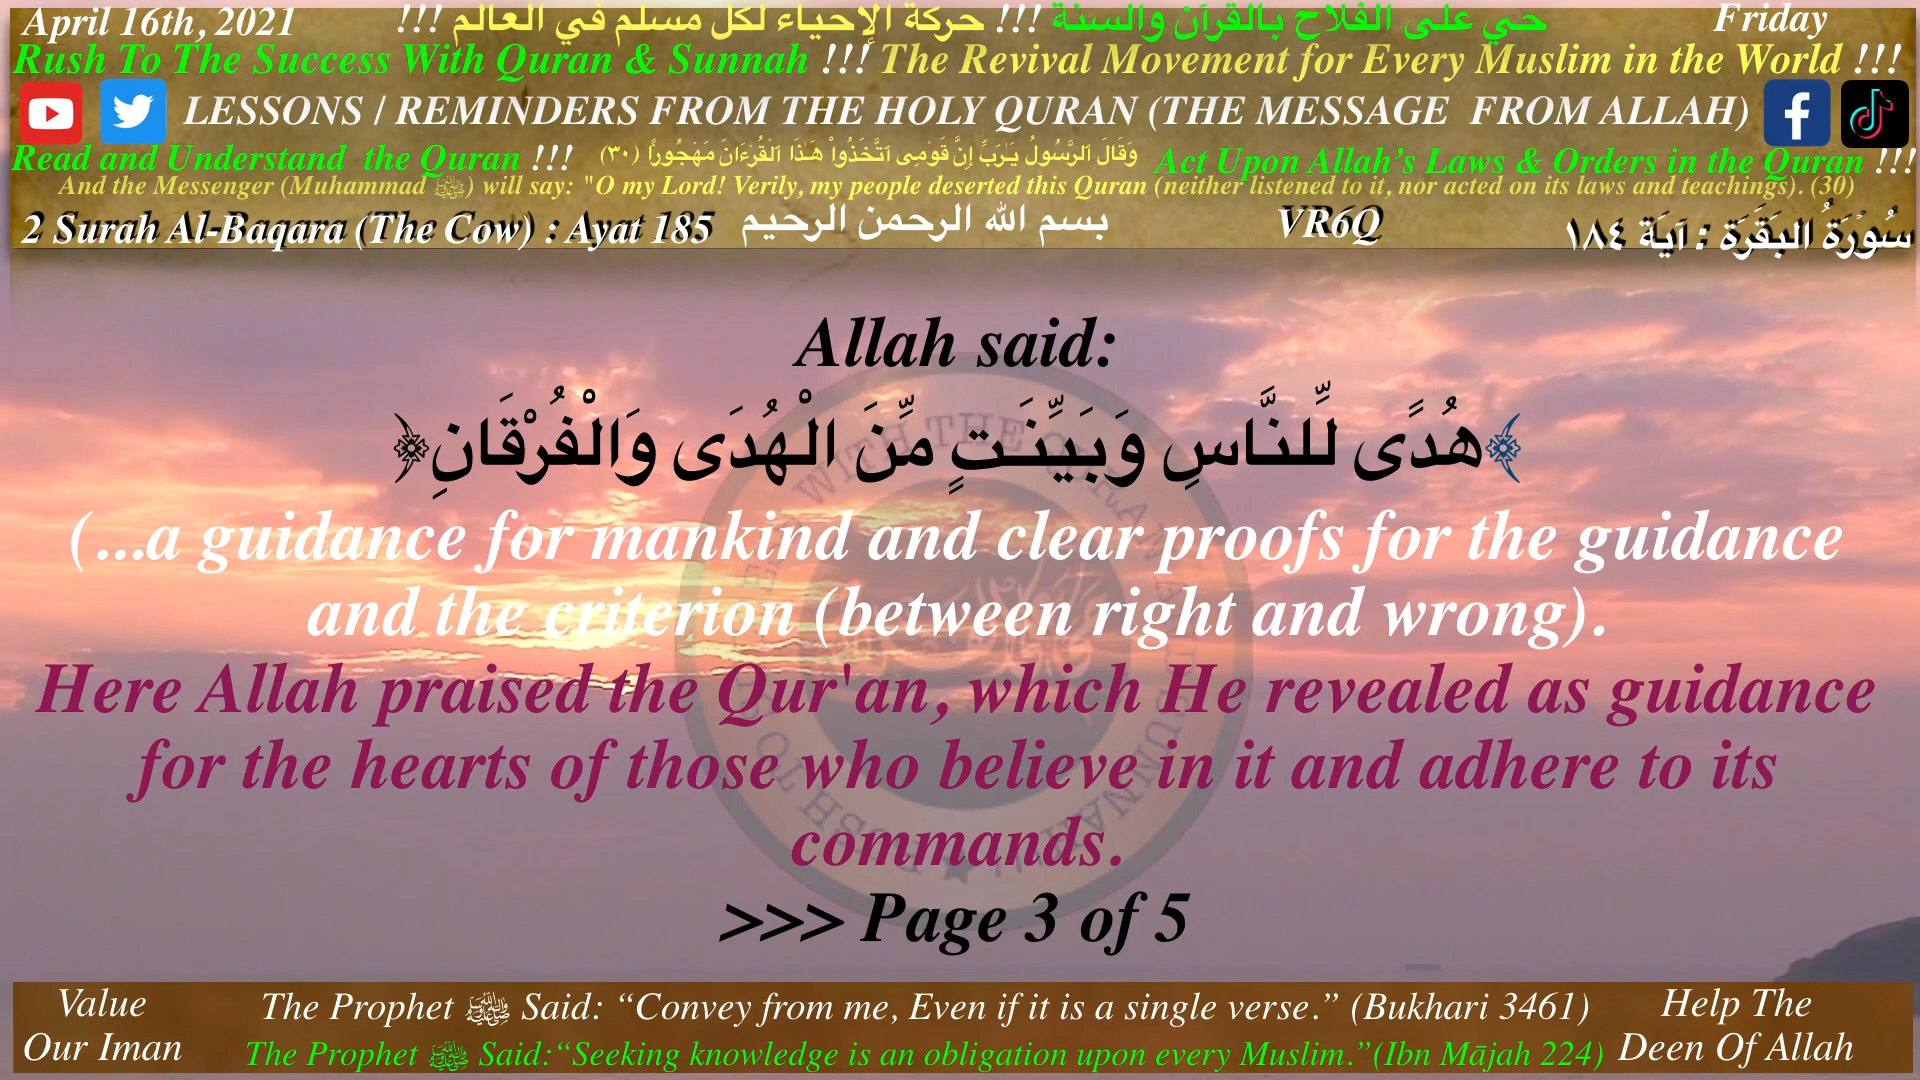 April 16th, 2021
حي على الفلاح بالقرآن والسنة !!! حركة الإحياء لكل مسلم في العالم !!!
Friday
Rush To The Success With Quran & Sunnah !!! The Revival Movement for Every Muslim in the World !!!
LESSONS / REMINDERS FROM THE HOLY QURAN (THE MESSAGE FROM ALLAH)
Read and Understand the Quran !!!
وَقَالَ ٱلرَّسُولُ يَـٰرَبِّ إِنَّ قَوْمِى ٱتَّخَذُوا۟ هَـٰذَا ٱلْقُرْءَانَ مَهْجُورًا (٣٠)
Act Upon Allah’s Laws & Orders in the Quran !!!
And the Messenger (Muhammad ﷺ) will say: "O my Lord! Verily, my people deserted this Quran (neither listened to it, nor acted on its laws and teachings). (30)
2 Surah Al-Baqara (The Cow) : Ayat 185
بسم الله الرحمن الرحيم
VR6Q
سُورَةُ البَقَرَة : آيَة ١٨٤
Allah said:
﴾هُدًى لِّلنَّاسِ وَبَيِّنَـتٍ مِّنَ الْهُدَى وَالْفُرْقَانِ﴿
(...a guidance for mankind and clear proofs for the guidance
and the criterion (between right and wrong).
Here Allah praised the Qur'an, which He revealed as guidance
for the hearts of those who believe in it and adhere to its
commands.
>>> Page 3 of 5
Value
Our Iman
The Prophet ﷺ Said: “Convey from me, Even if it is a single verse.” (Bukhari 3461)
The Prophet ﷺ Said:“Seeking knowledge is an obligation upon every Muslim.”(Ibn Mājah 224)
Help The
Deen Of Allah